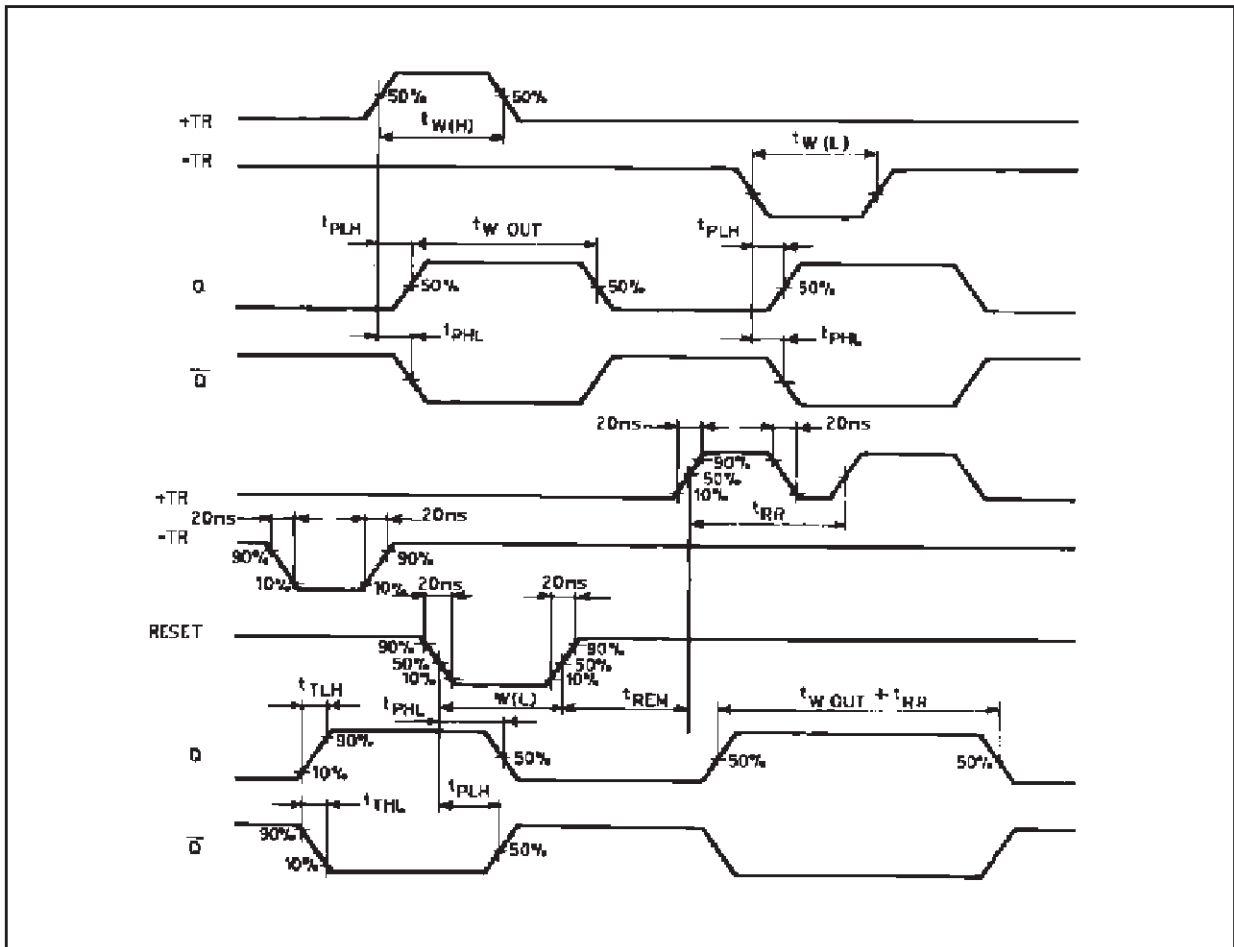 50% 50%
+TR
tW(H)
-TR
tW(L)
tPLH tW OUT tPLH
Q 50% 50% 50%
tPHL tPHL
Q
20ns 20ns
90%
50%
10%
+TR
20ns 20ns
tRR
-TR
90% 90%
10% 10%
20ns 20ns
RESET
90% 90%
50% 50%
10% 10%
tTLH tPHL W(L) tREM tW OUT + tRR
Q 90% 50% 50% 50%
10%
tTHL tPLH
Q 90% 50%
10%